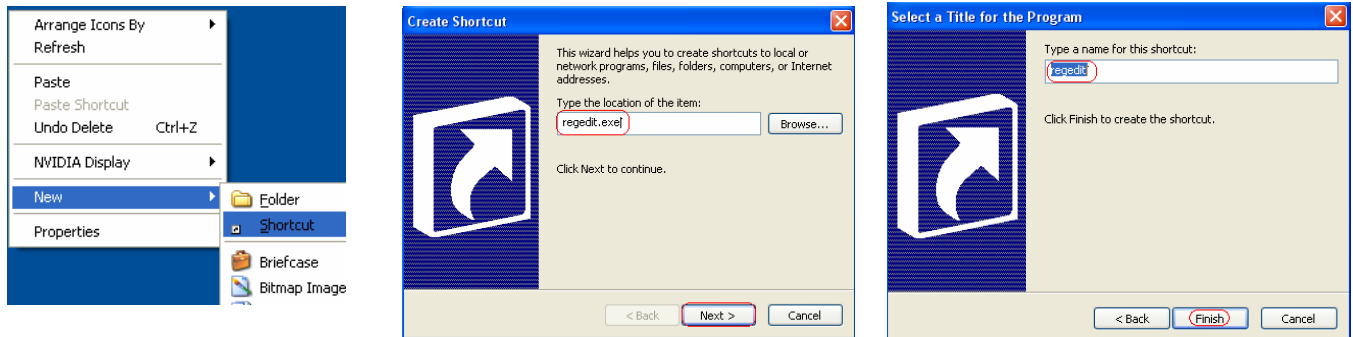 Arrange Icons By
Refresh
Paste
Paste Shortcut
Undo Delete Ctrl+Z
NVIDIA Display
New
Properties
Folder
Shortcut
Briefcase
Bitmap Image
Create Shortcut
This wizard helps you to create shortcuts to local or
network programs, files, folders, computers, or Internet
addresses.
Type the location of the item:
regedit.exe
Browse...
Click Next to continue.
< Back Next > Cancel
Select a Title for the Program
Type a name for this shortcut:
regedit
Click Finish to create the shortcut.
< Back Finish Cancel